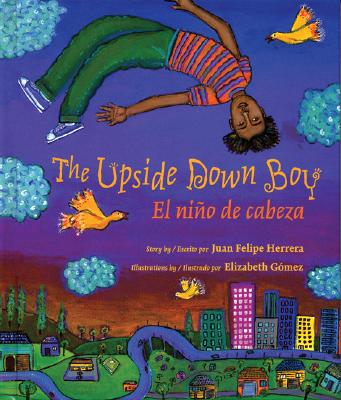 The Upside Down Boy
El niño de cabeza
Story by / Escrito por Juan Felipe Herrera
Illustrations by / Ilustrado por Elizabeth Gómez